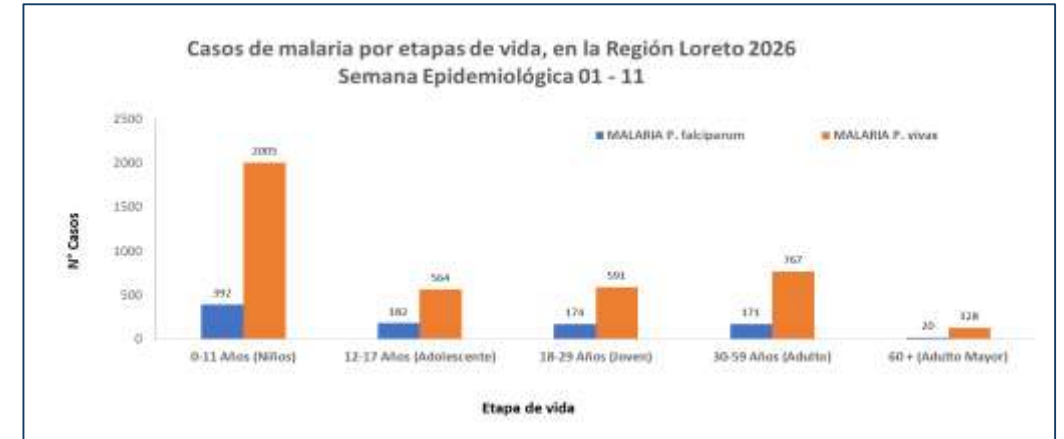 Casos de malaria por etapas de vida, en la Región Loreto 2026
Semana Epidemiológica 01 - 11
MALARIA P. falciparum MALARIA P. vivax
N° Casos
2500
2000
1500
1000
500
0
392 2005
182 564
174 591
171 767
20 128
0-11 Años (Niños) 12-17 Años (Adolescente) 18-29 Años (Joven) 30-59 Años (Adulto) 60 + (Adulto Mayor)
Etapa de vida